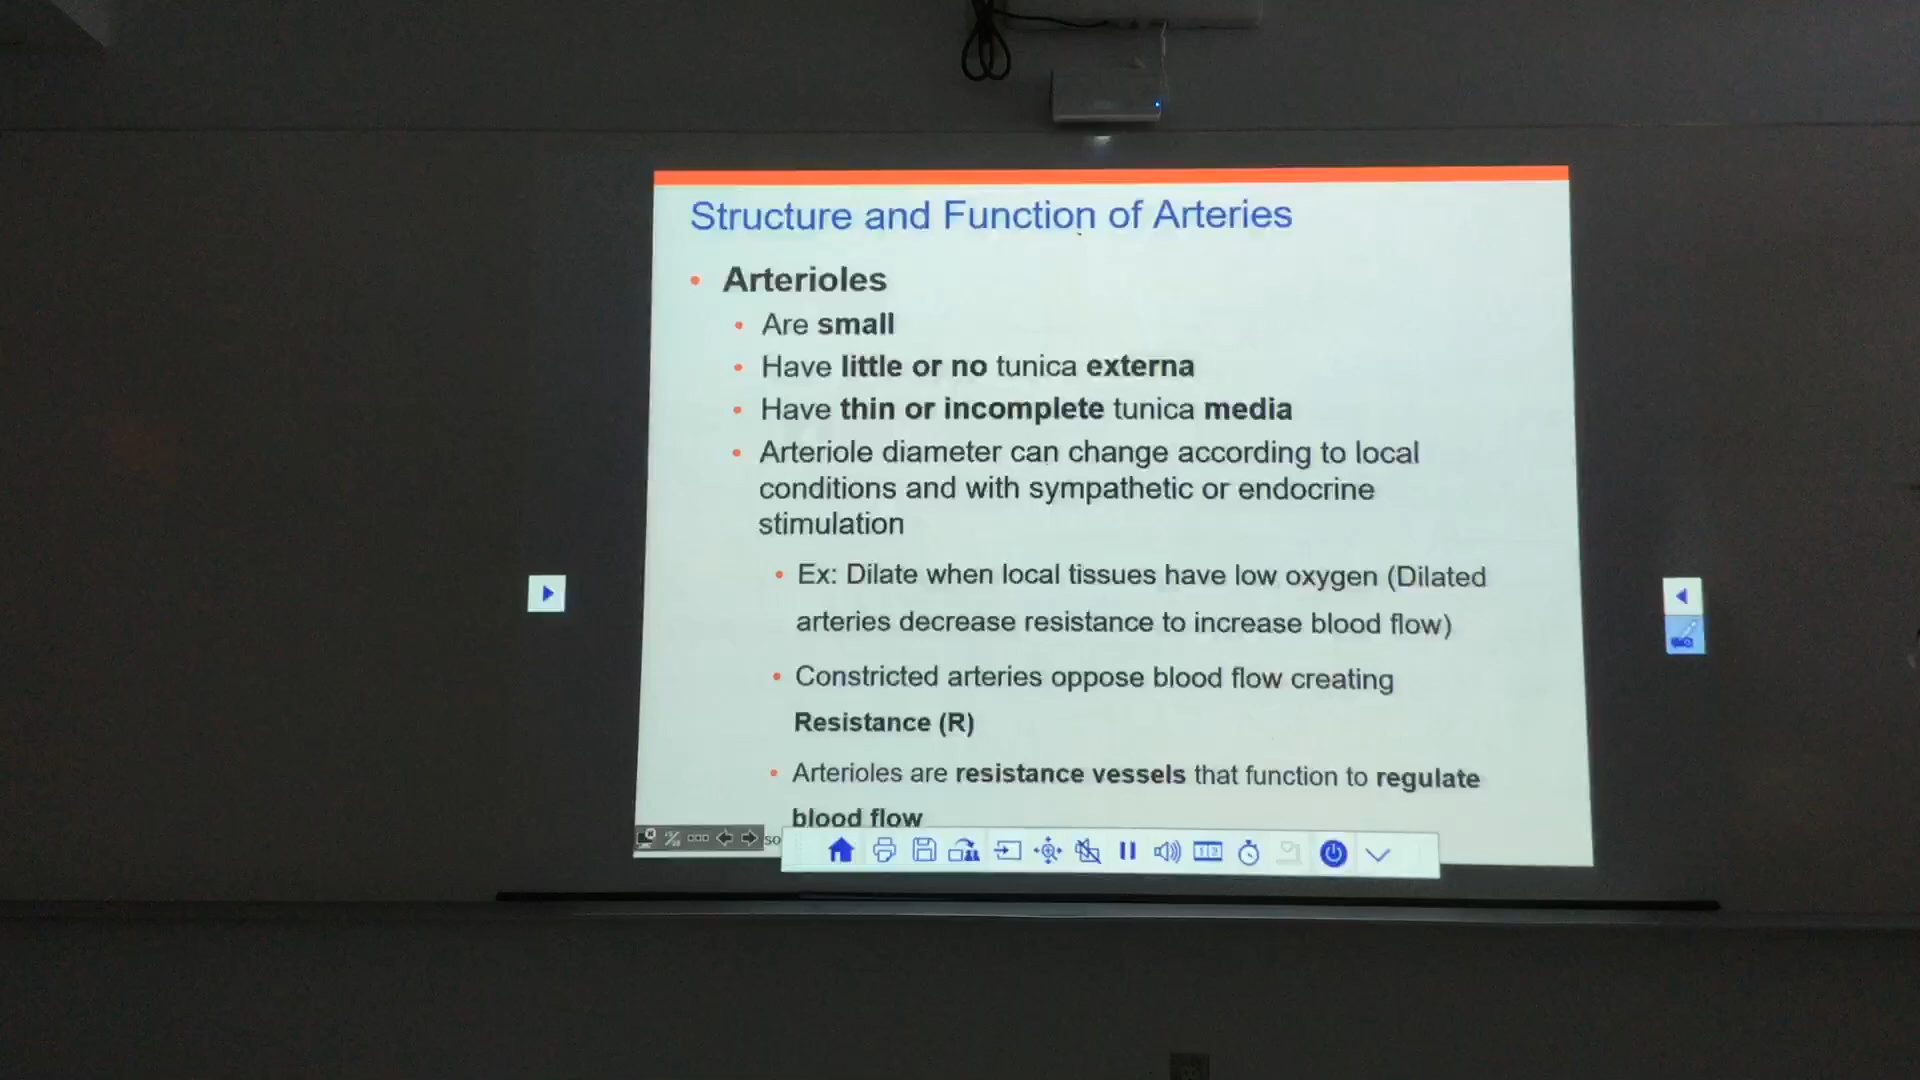 Structure and Function of Arteries
• Arterioles
• Are small
• Have little or no tunica externa
• Have thin or incomplete tunica media
• Arteriole diameter can change according to local
conditions and with sympathetic or endocrine
stimulation
• Ex: Dilate when local tissues have low oxygen (Dilated
arteries decrease resistance to increase blood flow)
• Constricted arteries oppose blood flow creating
Resistance (R)
• Arterioles are resistance vessels that function to regulate
blood flow
so